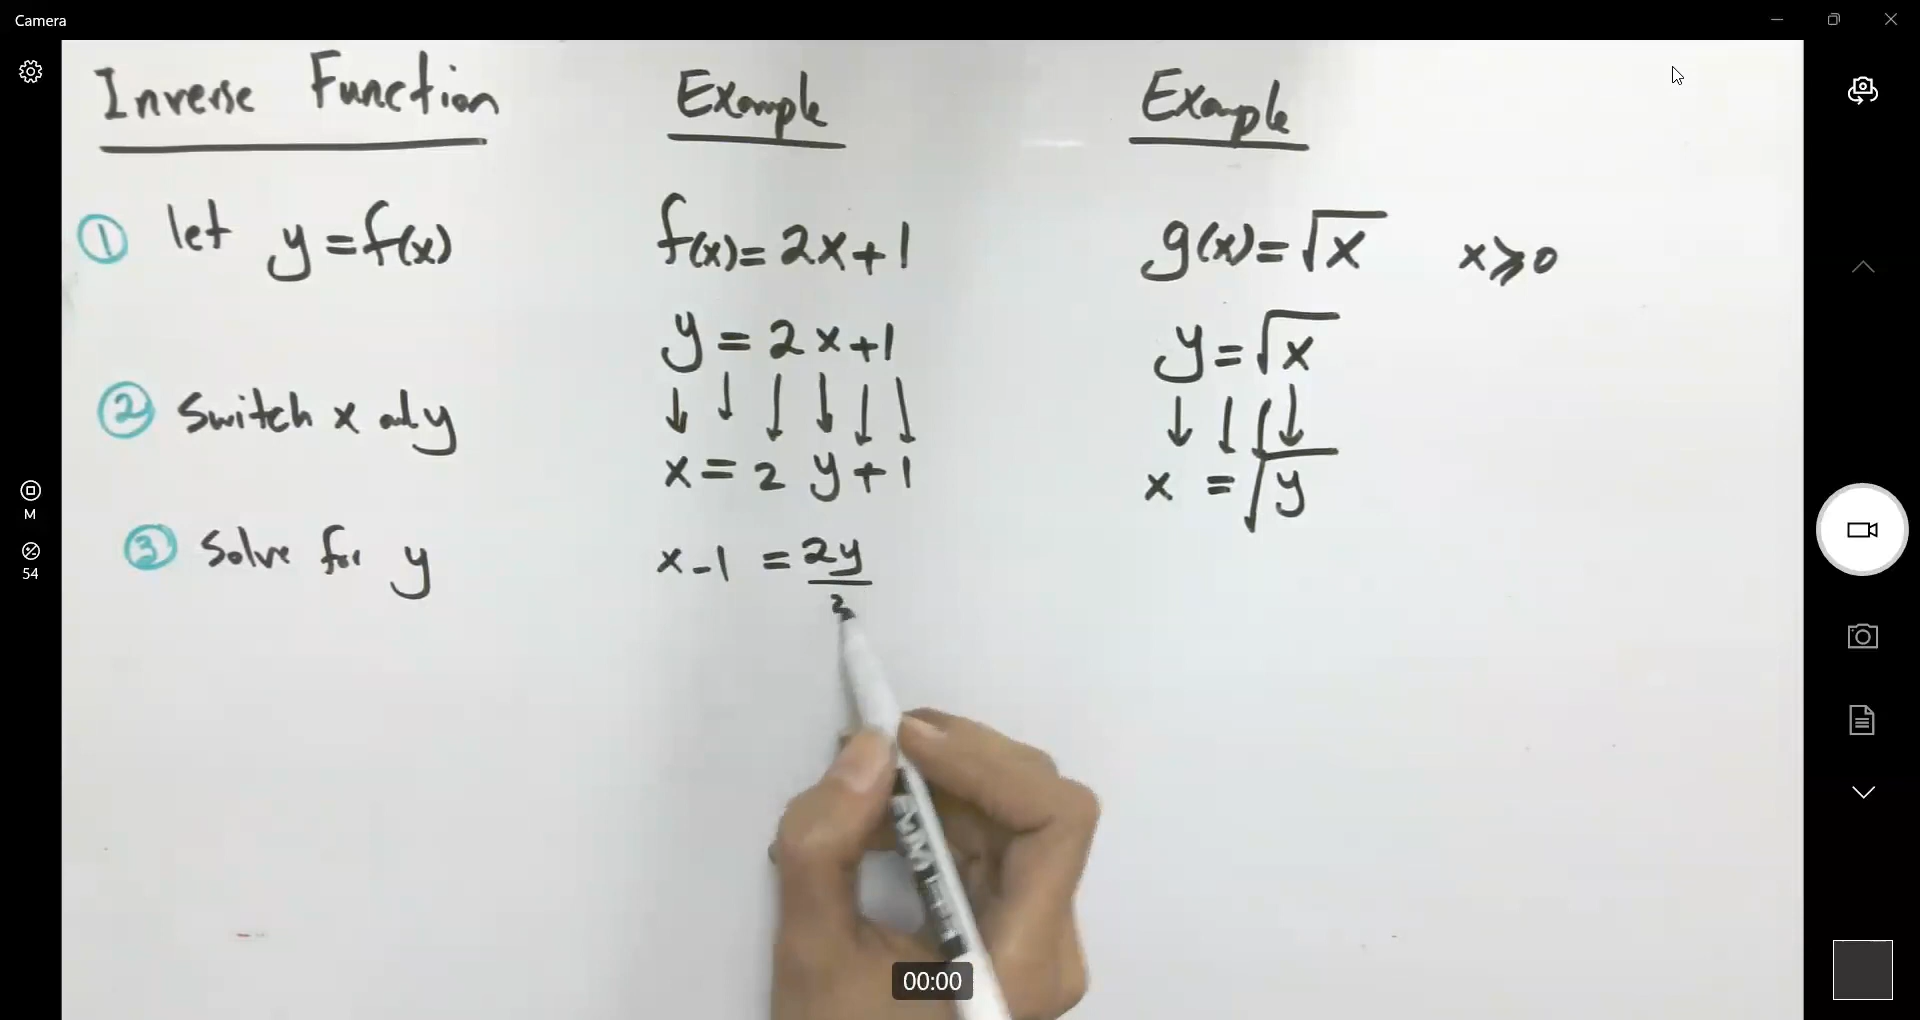 Camera
Inverse Function
Example
Example
① let y = f(x)
f(x) = 2x + 1
g(x) = √x x ⩾ 0
y = 2x + 1
y = √x
② Switch x and y
↓ ↓ ↓ ↓ ↓ ↓
↓ ↓ ↓ ↓
x = 2 y + 1
x = √y
M
③ Solve for y
x - 1 = 2y
54
2
00:00